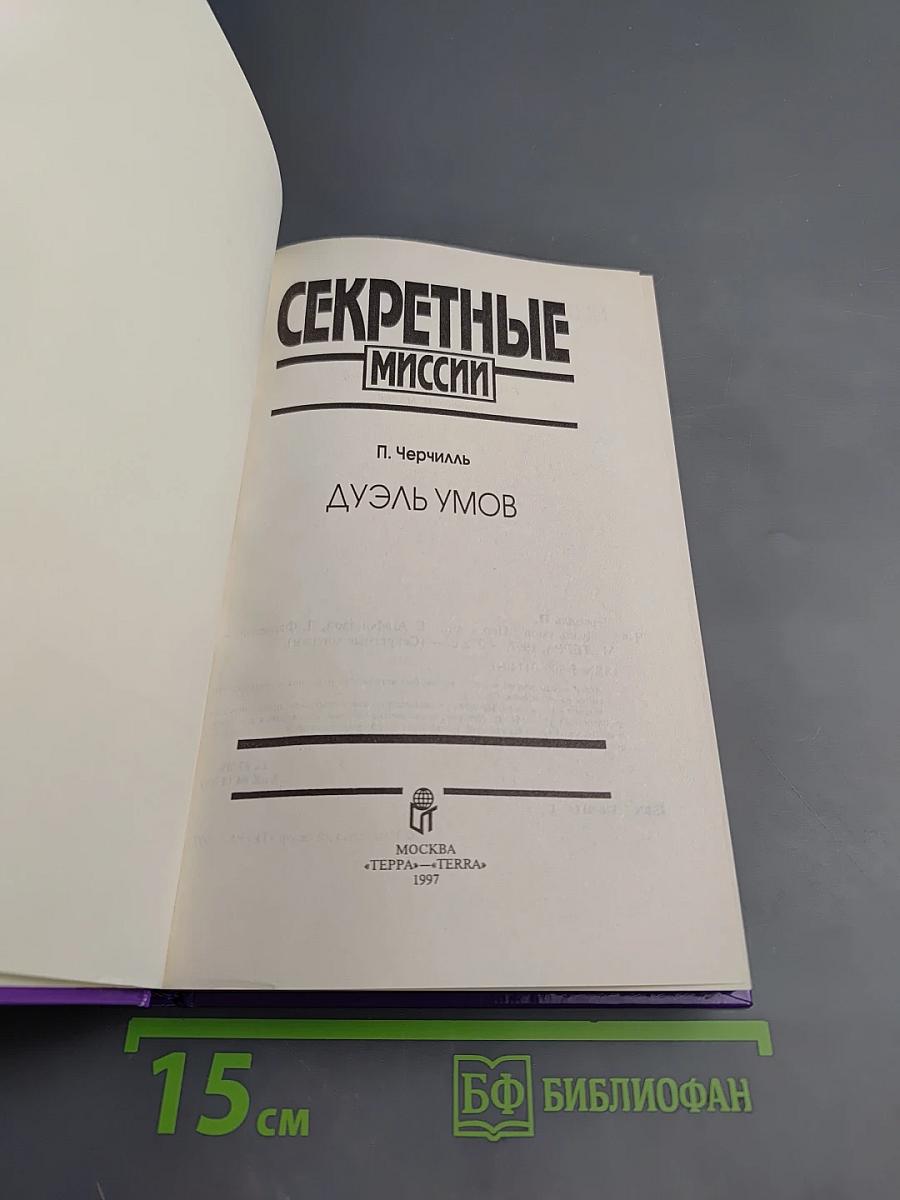 СЕКРЕТНЫЕ
МИССИИ
П. Черчилль
ДУЭЛЬ УМОВ
МОСКВА
«ТЕРРА»—«TERRA»
1997
15 см
БФ БИБЛИОФАН